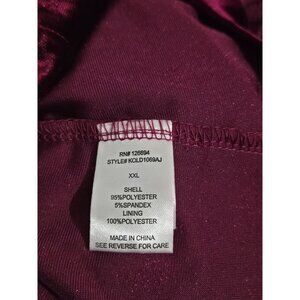 RN# 126694
STYLE# KOLD1069AJ
XXL
SHELL
95%POLYESTER
5%SPANDEX
LINING
100%POLYESTER
MADE IN CHINA
SEE REVERSE FOR CARE